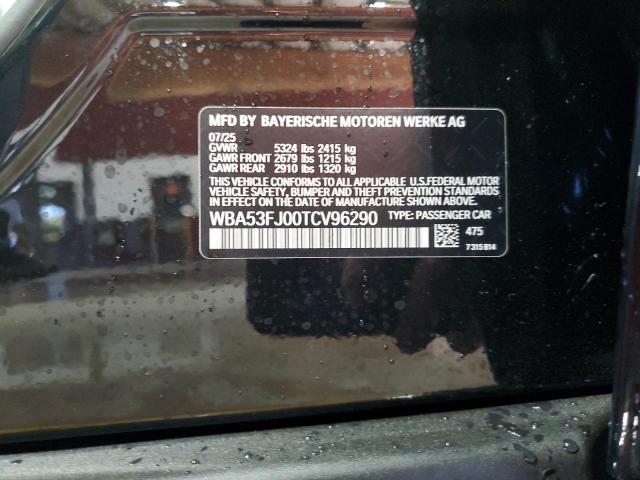 MFD BY BAYERISCHE MOTOREN WERKE AG
07/25
GVWR 5324 lbs 2415 kg
GAWR FRONT 2679 lbs 1215 kg
GAWR REAR 2910 lbs 1320 kg
THIS VEHICLE CONFORMS TO ALL APPLICABLE U.S.FEDERAL MOTOR
VEHICLE SAFETY, BUMPER AND THEFT PREVENTION STANDARDS
IN EFFECT ON THE DATE OF MANUFACTURE SHOWN ABOVE.
WBA53FJ00TCV96290 TYPE: PASSENGER CAR
475
7315814